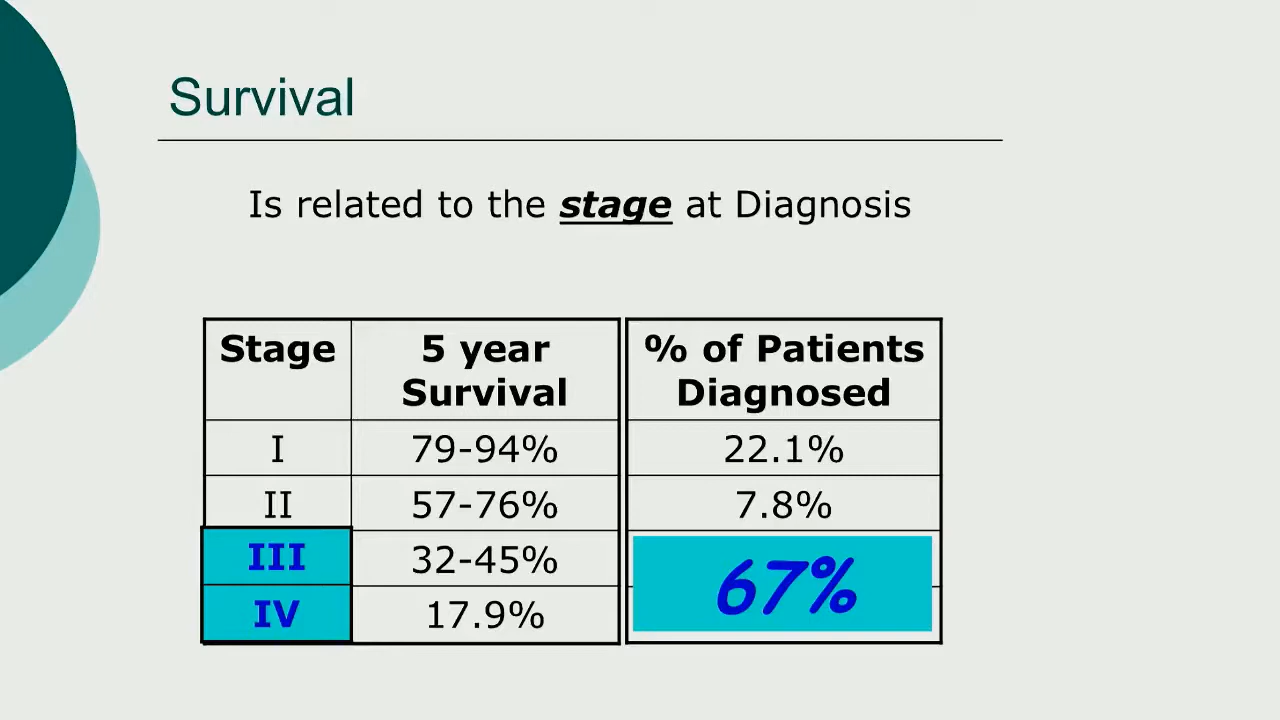 Survival
Is related to the stage at Diagnosis
Stage 5 year Survival % of Patients Diagnosed
I 79-94% 22.1%
II 57-76% 7.8%
III 32-45% 67%
IV 17.9%